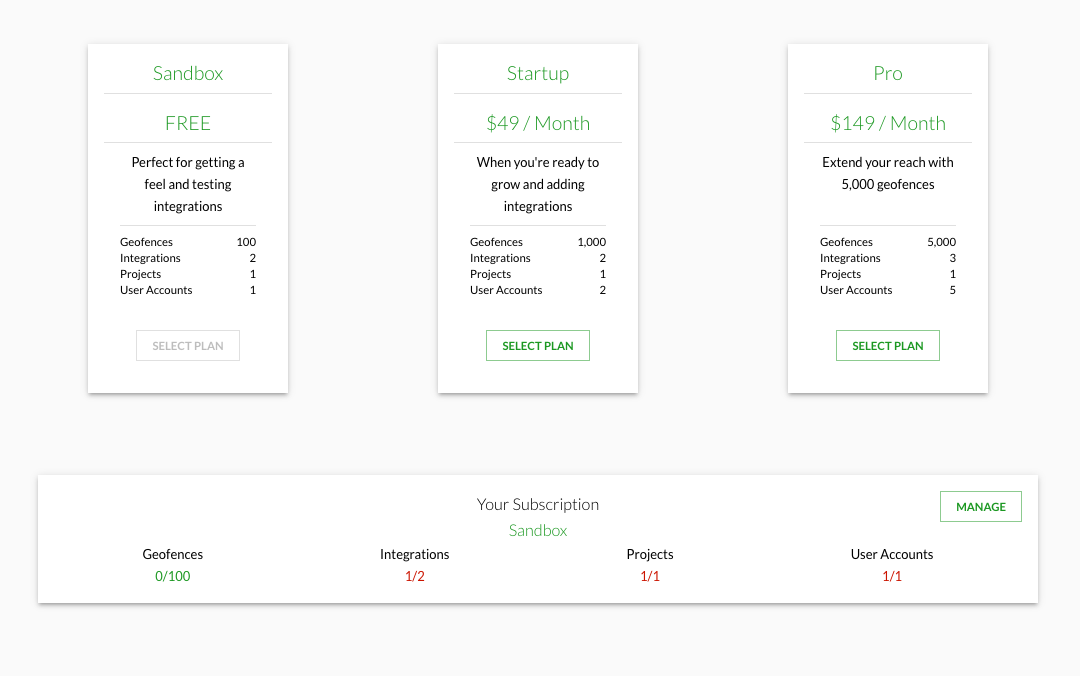 Sandbox
FREE
Perfect for getting a
feel and testing
integrations
Geofences 100
Integrations 2
Projects 1
User Accounts 1
SELECT PLAN
Startup
$49 / Month
When you're ready to
grow and adding
integrations
Geofences 1,000
Integrations 2
Projects 1
User Accounts 2
SELECT PLAN
Pro
$149 / Month
Extend your reach with
5,000 geofences
Geofences 5,000
Integrations 3
Projects 1
User Accounts 5
SELECT PLAN
Your Subscription
MANAGE
Sandbox
Geofences Integrations Projects User Accounts
0/100 1/2 1/1 1/1